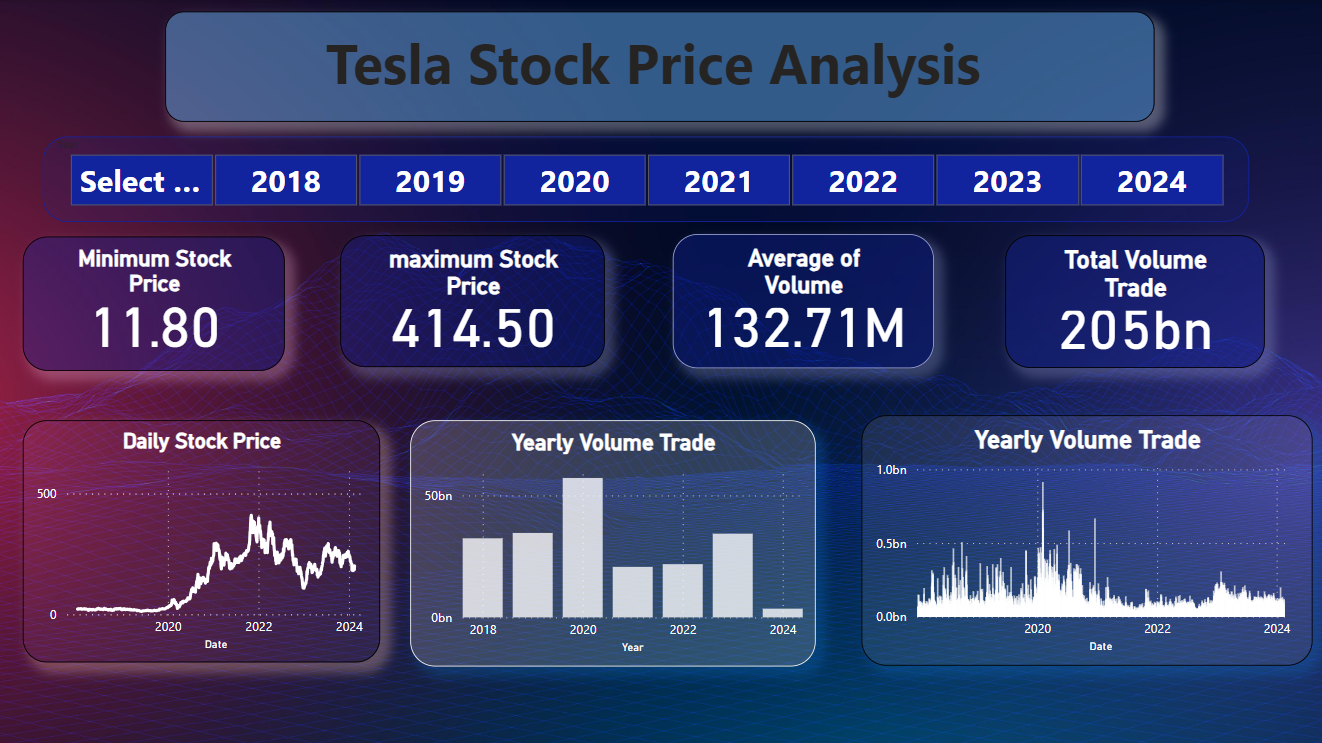 Tesla Stock Price Analysis
Select ...
2018
2019
2020
2021
2022
2023
2024
Minimum Stock
Price
11.80
maximum Stock
Price
414.50
Average of
Volume
132.71M
Total Volume
Trade
205bn
Daily Stock Price
500
0
2020
2022
2024
Date
Yearly Volume Trade
50bn
0bn
2018
2020
2022
2024
Year
Yearly Volume Trade
1.0bn
0.5bn
0.0bn
2020
2022
2024
Date